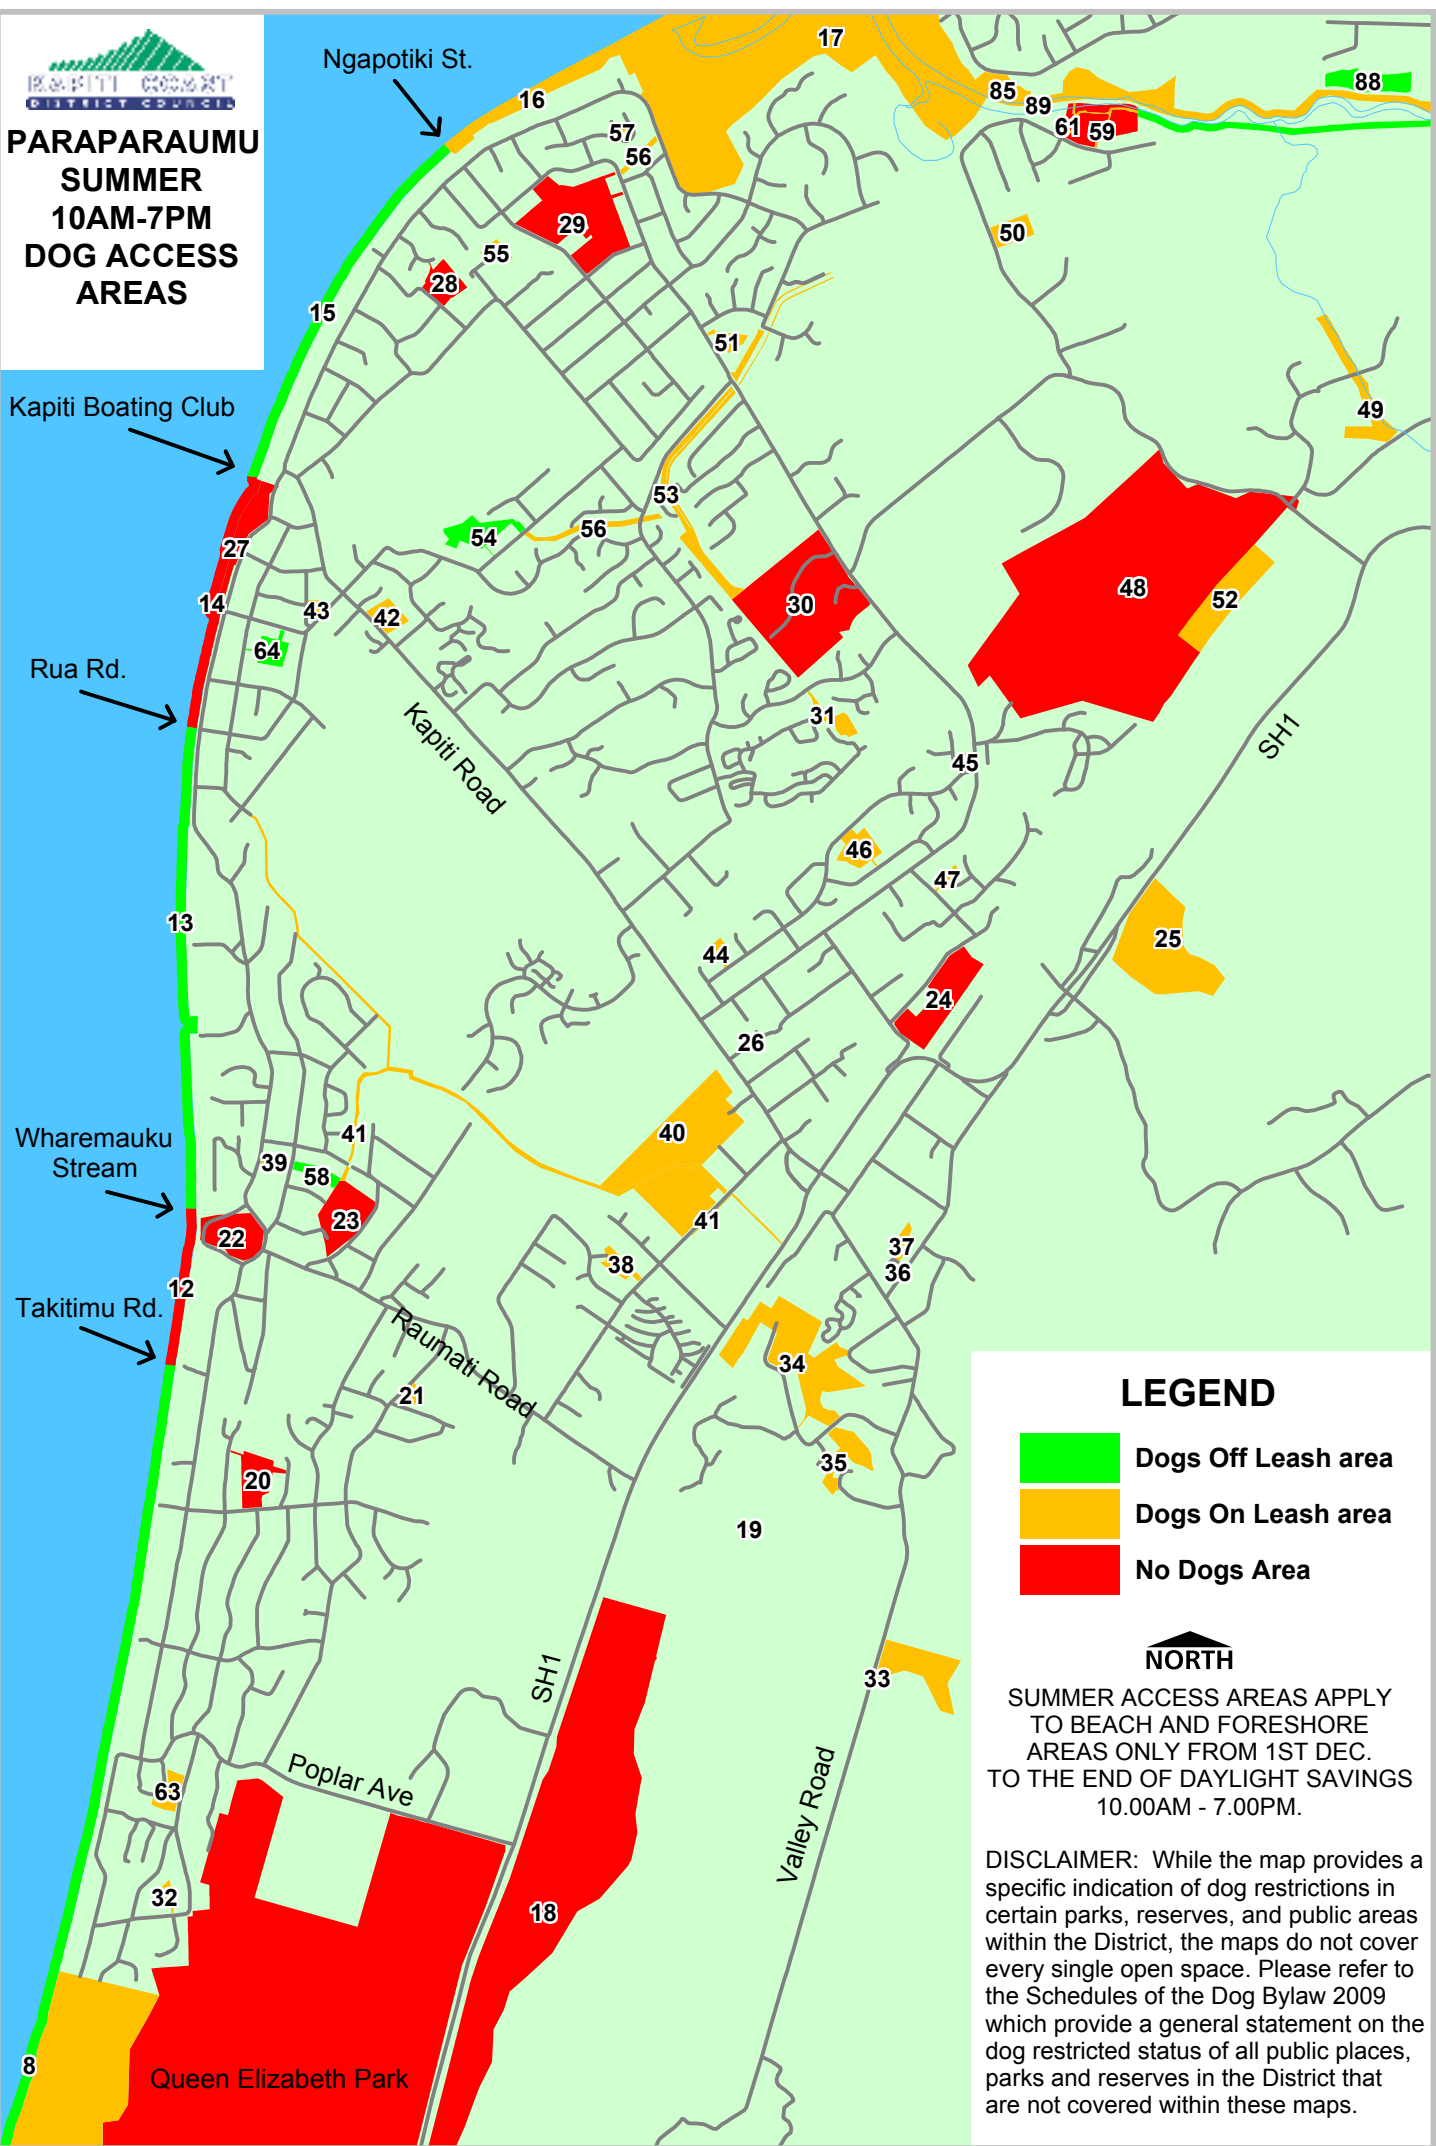 KAPITI COAST
DISTRICT COUNCIL
PARAPARAUMU
SUMMER
10AM-7PM
DOG ACCESS
AREAS
Ngapotiki St.
17
16
85
89
88
57
56
61
59
29
50
55
28
15
51
Kapiti Boating Club
49
53
54
56
27
14
43
42
30
48
52
64
Rua Rd.
31
Kapiti Road
SH1
45
46
47
13
44
25
24
26
Wharemauku
Stream
41
40
39
58
23
41
22
37
36
38
12
Takitimu Rd.
Raumati Road
34
21
35
20
19
LEGEND
Dogs Off Leash area
Dogs On Leash area
No Dogs Area
NORTH
SUMMER ACCESS AREAS APPLY
TO BEACH AND FORESHORE
AREAS ONLY FROM 1ST DEC.
TO THE END OF DAYLIGHT SAVINGS
10.00AM - 7.00PM.
SH1
33
Poplar Ave
Valley Road
63
32
18
8
Queen Elizabeth Park
DISCLAIMER: While the map provides a
specific indication of dog restrictions in
certain parks, reserves, and public areas
within the District, the maps do not cover
every single open space. Please refer to
the Schedules of the Dog Bylaw 2009
which provide a general statement on the
dog restricted status of all public places,
parks and reserves in the District that
are not covered within these maps.